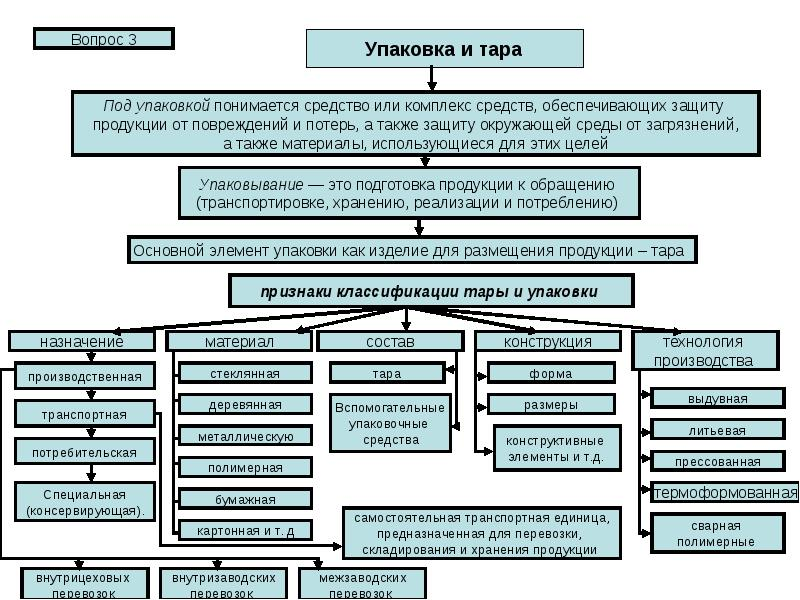 Вопрос 3
Упаковка и тара
Под упаковкой понимается средство или комплекс средств, обеспечивающих защиту
продукции от повреждений и потерь, а также защиту окружающей среды от загрязнений,
а также материалы, использующиеся для этих целей
Упаковывание — это подготовка продукции к обращению
(транспортировке, хранению, реализации и потреблению)
Основной элемент упаковки как изделие для размещения продукции – тара
признаки классификации тары и упаковки
назначение
производственная
транспортная
потребительская
Специальная
(консервирующая).
материал
стеклянная
деревянная
металлическую
полимерная
бумажная
картонная и т. д
состав
тара
Вспомогательные
упаковочные
средства
конструкция
форма
размеры
конструктивные
элементы и т.д.
технология
производства
выдувная
литьевая
прессованная
термоформованная
сварная
полимерные
самостоятельная транспортная единица,
предназначенная для перевозки,
складирования и хранения продукции
внутрицеховых
перевозок
внутризаводских
перевозок
межзаводских
перевозок